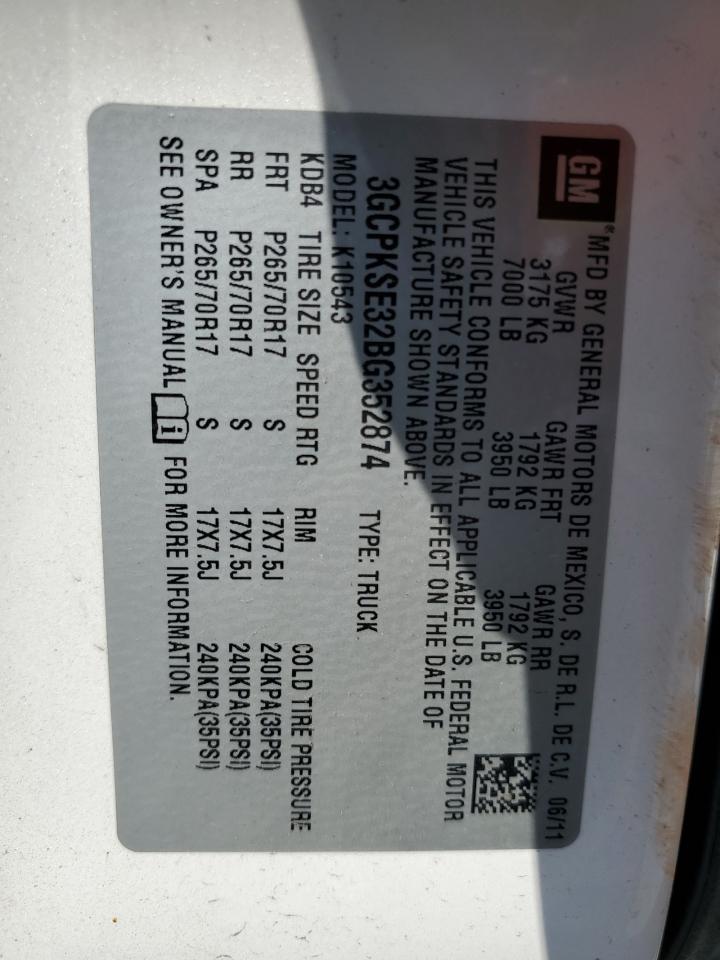 GM
®MFD BY GENERAL MOTORS DE MEXICO, S. DE R.L. DE C.V. 06/11
GVWR GAWR FRT GAWR RR
3175 KG 1792 KG 1792 KG
7000 LB 3950 LB 3950 LB
THIS VEHICLE CONFORMS TO ALL APPLICABLE U.S. FEDERAL MOTOR
VEHICLE SAFETY STANDARDS IN EFFECT ON THE DATE OF
MANUFACTURE SHOWN ABOVE.
3GCPKSE32BG352874 TYPE: TRUCK
MODEL: K10543
KDB4 TIRE SIZE SPEED RTG RIM COLD TIRE PRESSURE
FRT P265/70R17 S 17X7.5J 240KPA(35PSI)
RR P265/70R17 S 17X7.5J 240KPA(35PSI)
SPA P265/70R17 S 17X7.5J 240KPA(35PSI)
SEE OWNER'S MANUAL i FOR MORE INFORMATION.